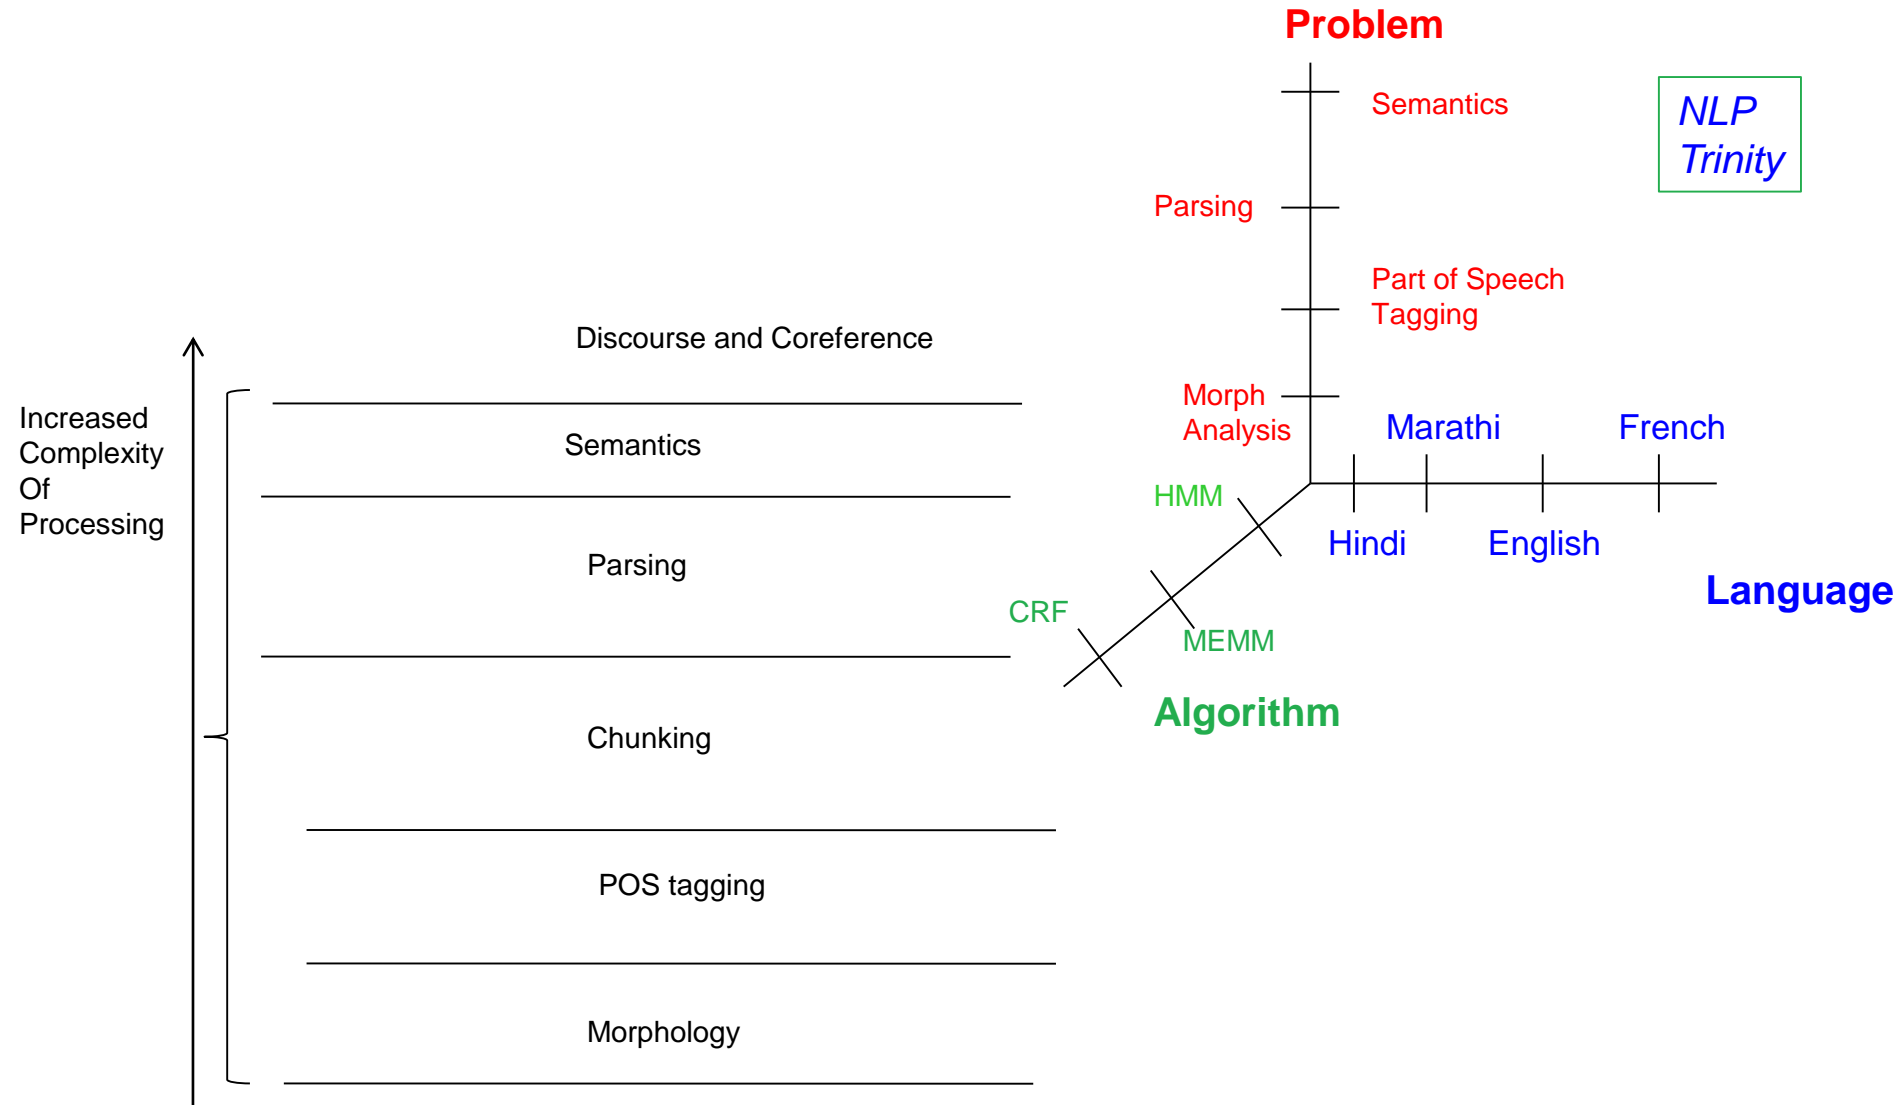 Problem
Semantics
NLP
Trinity
Parsing
Part of Speech
Tagging
Morph
Analysis
Marathi
French
HMM
Hindi
English
Language
CRF
MEMM
Algorithm
Discourse and Coreference
Increased
Complexity
Of
Processing
Semantics
Parsing
Chunking
POS tagging
Morphology